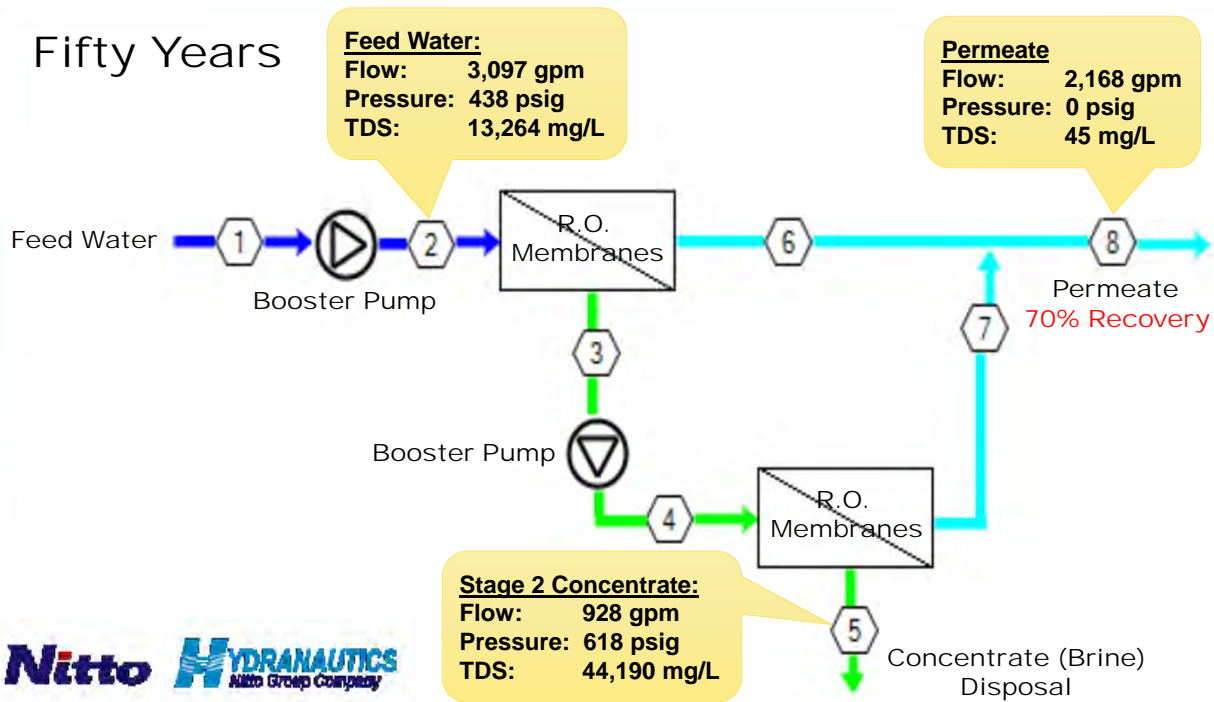 Fifty Years
Feed Water:
Flow: 3,097 gpm
Pressure: 438 psig
TDS: 13,264 mg/L
Permeate
Flow: 2,168 gpm
Pressure: 0 psig
TDS: 45 mg/L
Feed Water
1
2
R.O.
Membranes
6
8
Booster Pump
Permeate
70% Recovery
7
3
Booster Pump
4
R.O.
Membranes
Stage 2 Concentrate:
Flow: 928 gpm
Pressure: 618 psig
TDS: 44,190 mg/L
5
Concentrate (Brine)
Disposal
Nitto
HYDRANAUTICS
Nitto Group Company